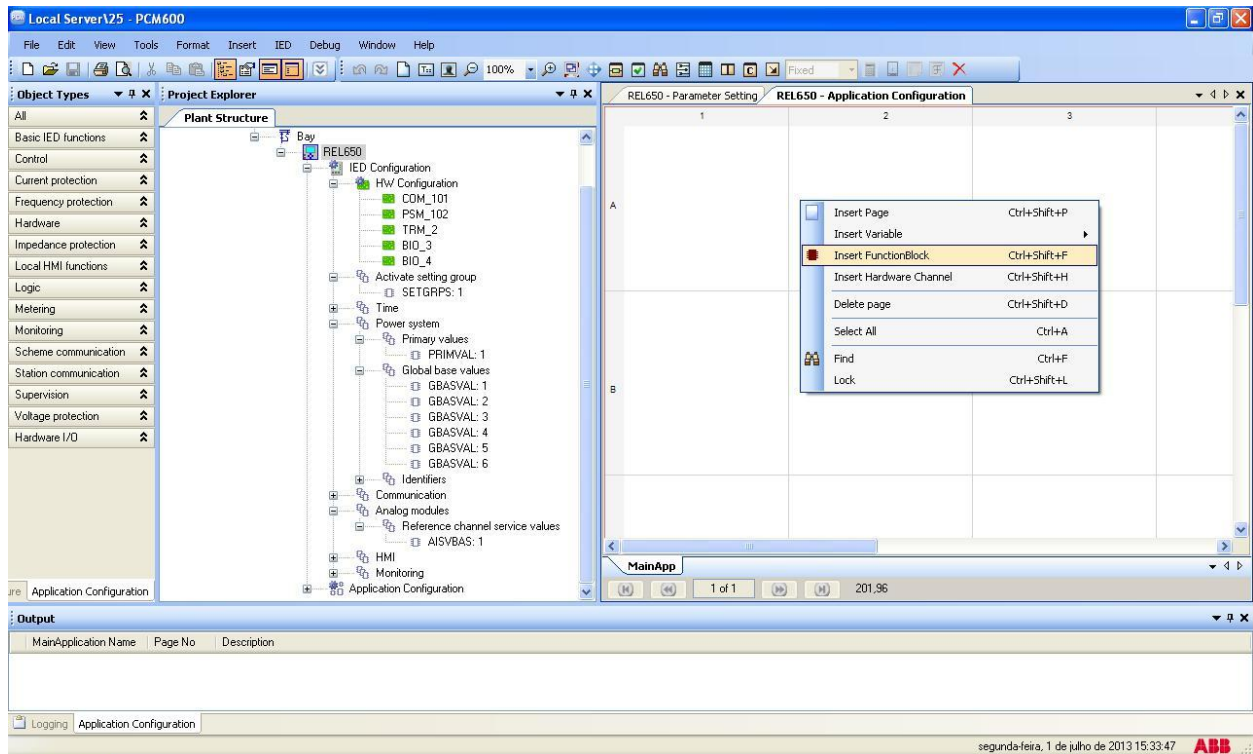 Local Server\25 - PCM600
File Edit View Tools Format Insert IED Debug Window Help
100% Fixed
Object Types
All
Basic IED functions
Control
Current protection
Frequency protection
Hardware
Impedance protection
Local HMI functions
Logic
Metering
Monitoring
Scheme communication
Station communication
Supervision
Voltage protection
Hardware I/O
Application Configuration
Project Explorer
Plant Structure
Bay
REL650
IED Configuration
HW Configuration
COM_101
PSM_102
TRM_2
BIO_3
BIO_4
Activate setting group
SETGRPS: 1
Time
Power system
Primary values
PRIMVAL: 1
Global base values
GBASVAL: 1
GBASVAL: 2
GBASVAL: 3
GBASVAL: 4
GBASVAL: 5
GBASVAL: 6
Identifiers
Communication
Analog modules
Reference channel service values
AISVBAS: 1
HMI
Monitoring
Application Configuration
REL650 - Parameter Setting REL650 - Application Configuration
1 2 3
A
B
Insert Page Ctrl+Shift+P
Insert Variable
Insert FunctionBlock Ctrl+Shift+F
Insert Hardware Channel Ctrl+Shift+H
Delete page Ctrl+Shift+D
Select All Ctrl+A
Find Ctrl+F
Lock Ctrl+Shift+L
MainApp
1 of 1 201,96
Output
MainApplication Name Page No Description
Logging Application Configuration
segunda-feira, 1 de julho de 2013 15:33:47 ABB